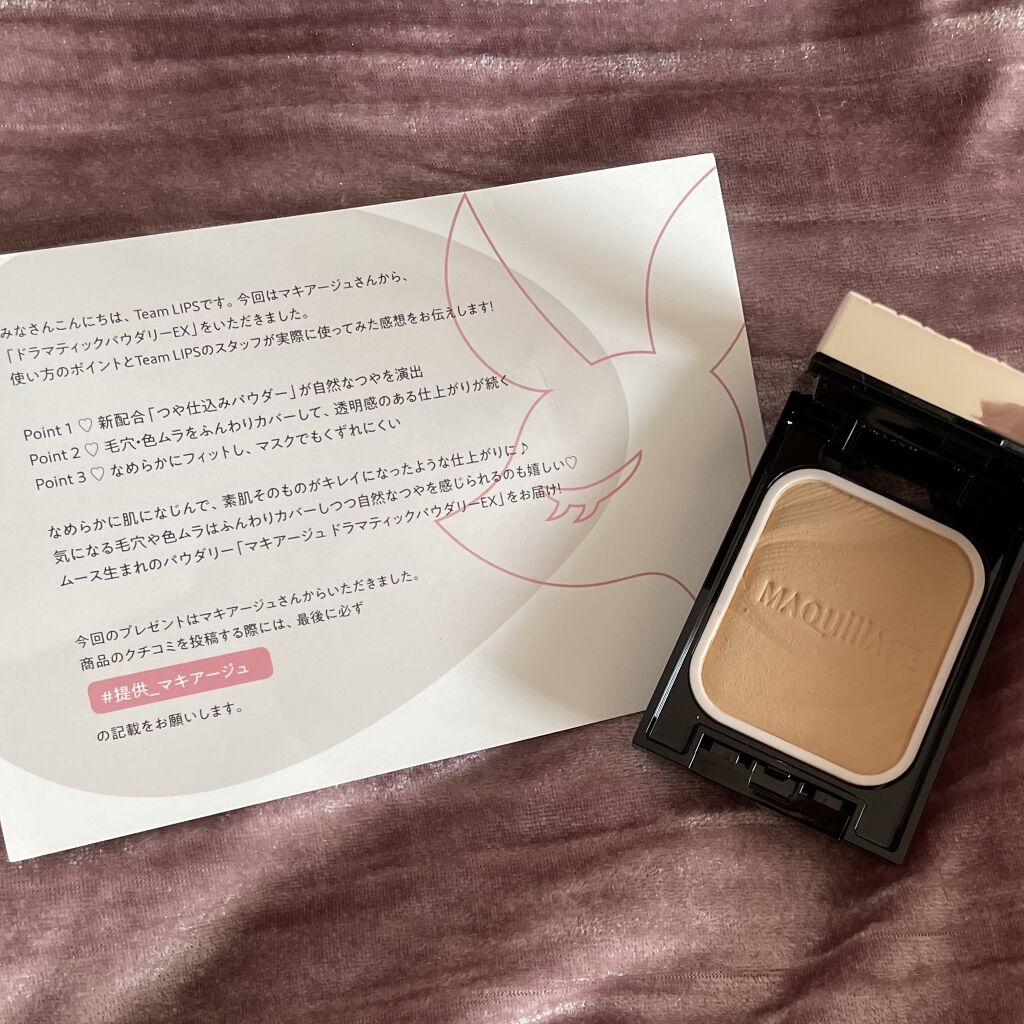 みなさんこんにちは、Team LIPSです。今回はマキアージュさんから、
「ドラマティックパウダリーEX」をいただきました。
使い方のポイントとTeam LIPSのスタッフが実際に使ってみた感想をお伝えします!
Point 1 ♡ 新配合「つや仕込みパウダー」が自然なつやを演出
Point 2 ♡ 毛穴・色ムラをふんわりカバーして、透明感のある仕上がりが続く
Point 3 ♡ なめらかにフィットし、マスクでもくずれにくい
なめらかに肌になじんで、素肌そのものがキレイになったような仕上がりに♪
気になる毛穴や色ムラはふんわりカバーしつつ自然なつやを感じられるのも嬉しい♡
ムース生まれのパウダリー「マキアージュ ドラマティックパウダリーEX」をお届け!
今回のプレゼントはマキアージュさんからいただきました。
商品のクチコミを投稿する際には、最後に必ず
#提供_マキアージュ
の記載をお願いします。
MAQuillAGE